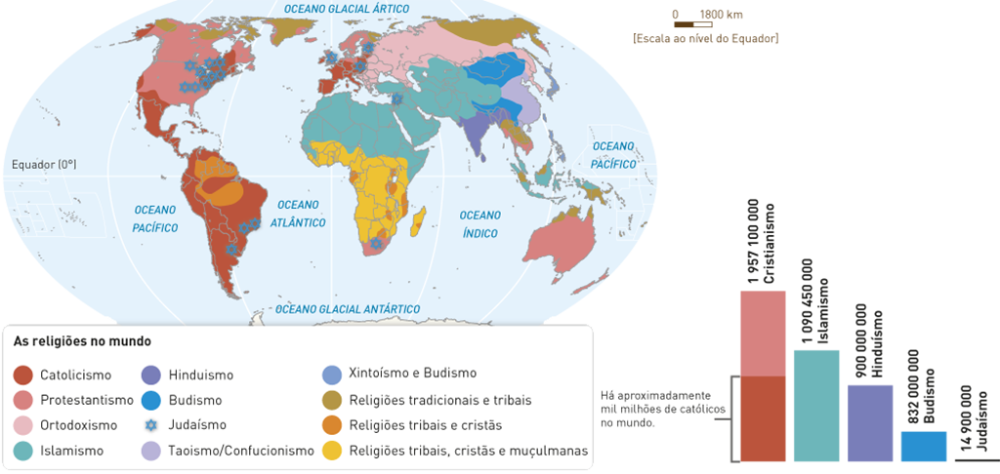 OCEANO GLACIAL ÁRTICO
0 1800 km
[Escala ao nível do Equador]
Equador (0°)
OCEANO
PACÍFICO
OCEANO
ATLÂNTICO
OCEANO
ÍNDICO
OCEANO
PACÍFICO
OCEANO GLACIAL ANTÁRTICO
As religiões no mundo
Catolicismo
Protestantismo
Ortodoxismo
Islamismo
Hinduismo
Budismo
Judaísmo
Taoismo/Confucionismo
Xintoísmo e Budismo
Religiões tradicionais e tribais
Religiões tribais e cristãs
Religiões tribais, cristãs e muçulmanas
Há aproximadamente
mil milhões de católicos
no mundo.
1 957 100 000
Cristianismo
1 090 450 000
Islamismo
900 000 000
Hinduísmo
832 000 000
Budismo
14 900 000
Judaísmo